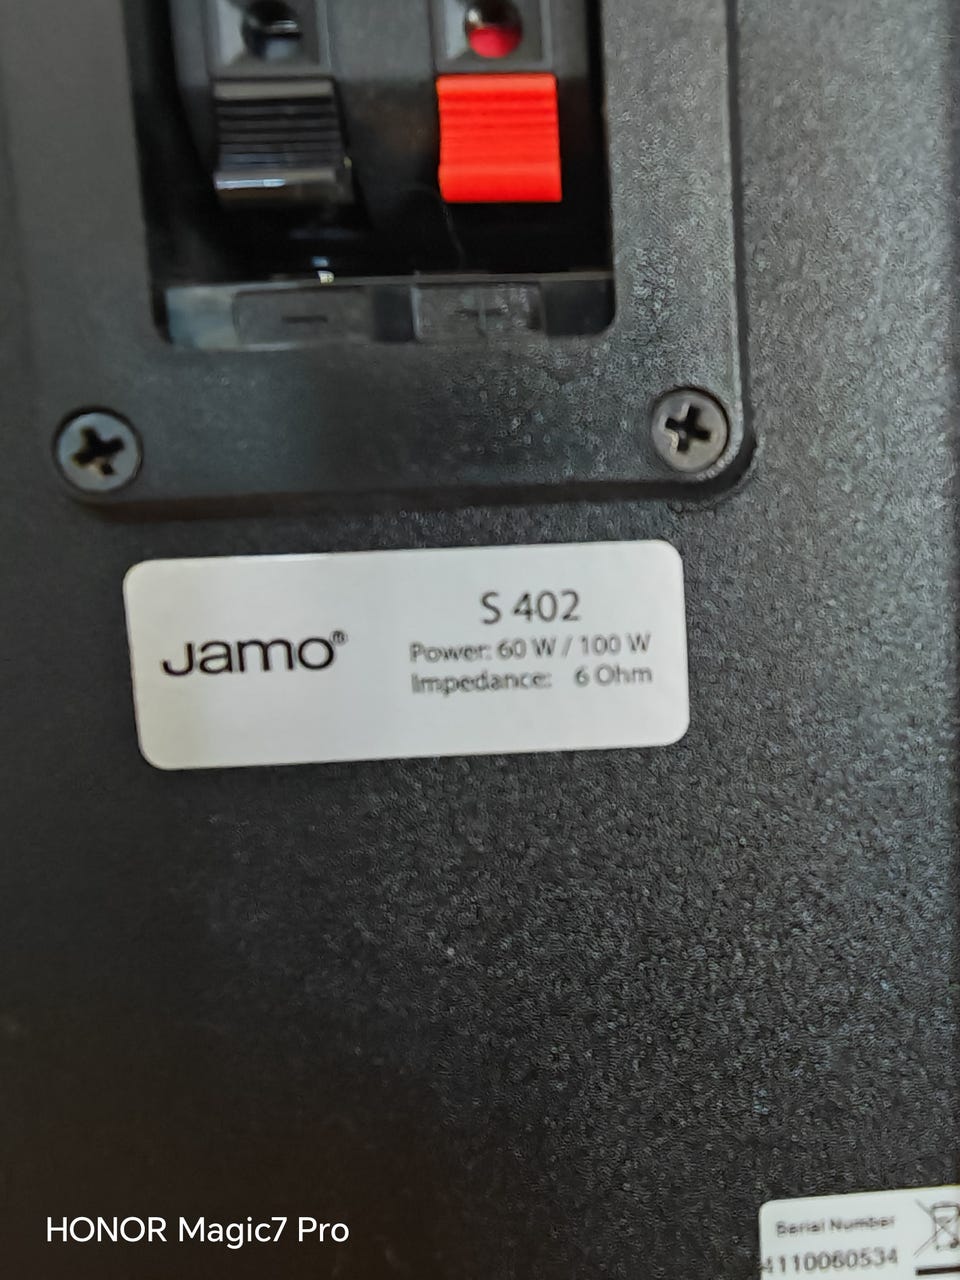 − +
Jamo®
S 402
Power: 60 W / 100 W
Impedance: 6 Ohm
Serial Number
4110060534
HONOR Magic7 Pro